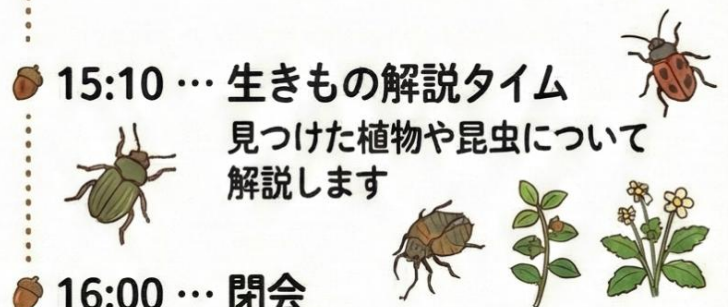 15:10 … 生きもの解説タイム
見つけた植物や昆虫について
解説します
16:00 … 閉会